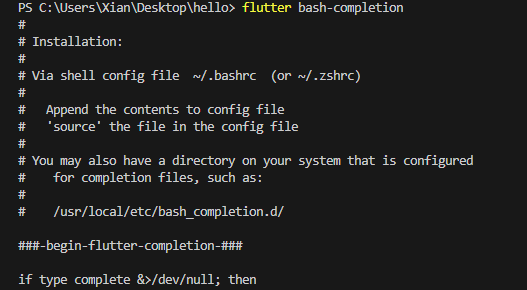 PS C:\Users\Xian\Desktop\hello> flutter bash-completion
#
# Installation:
#
# Via shell config file  ~/.bashrc  (or ~/.zshrc)
#
#   Append the contents to config file
#   'source' the file in the config file
#
# You may also have a directory on your system that is configured
#    for completion files, such as:
#
#    /usr/local/etc/bash_completion.d/

###-begin-flutter-completion-###

if type complete &>/dev/null; then